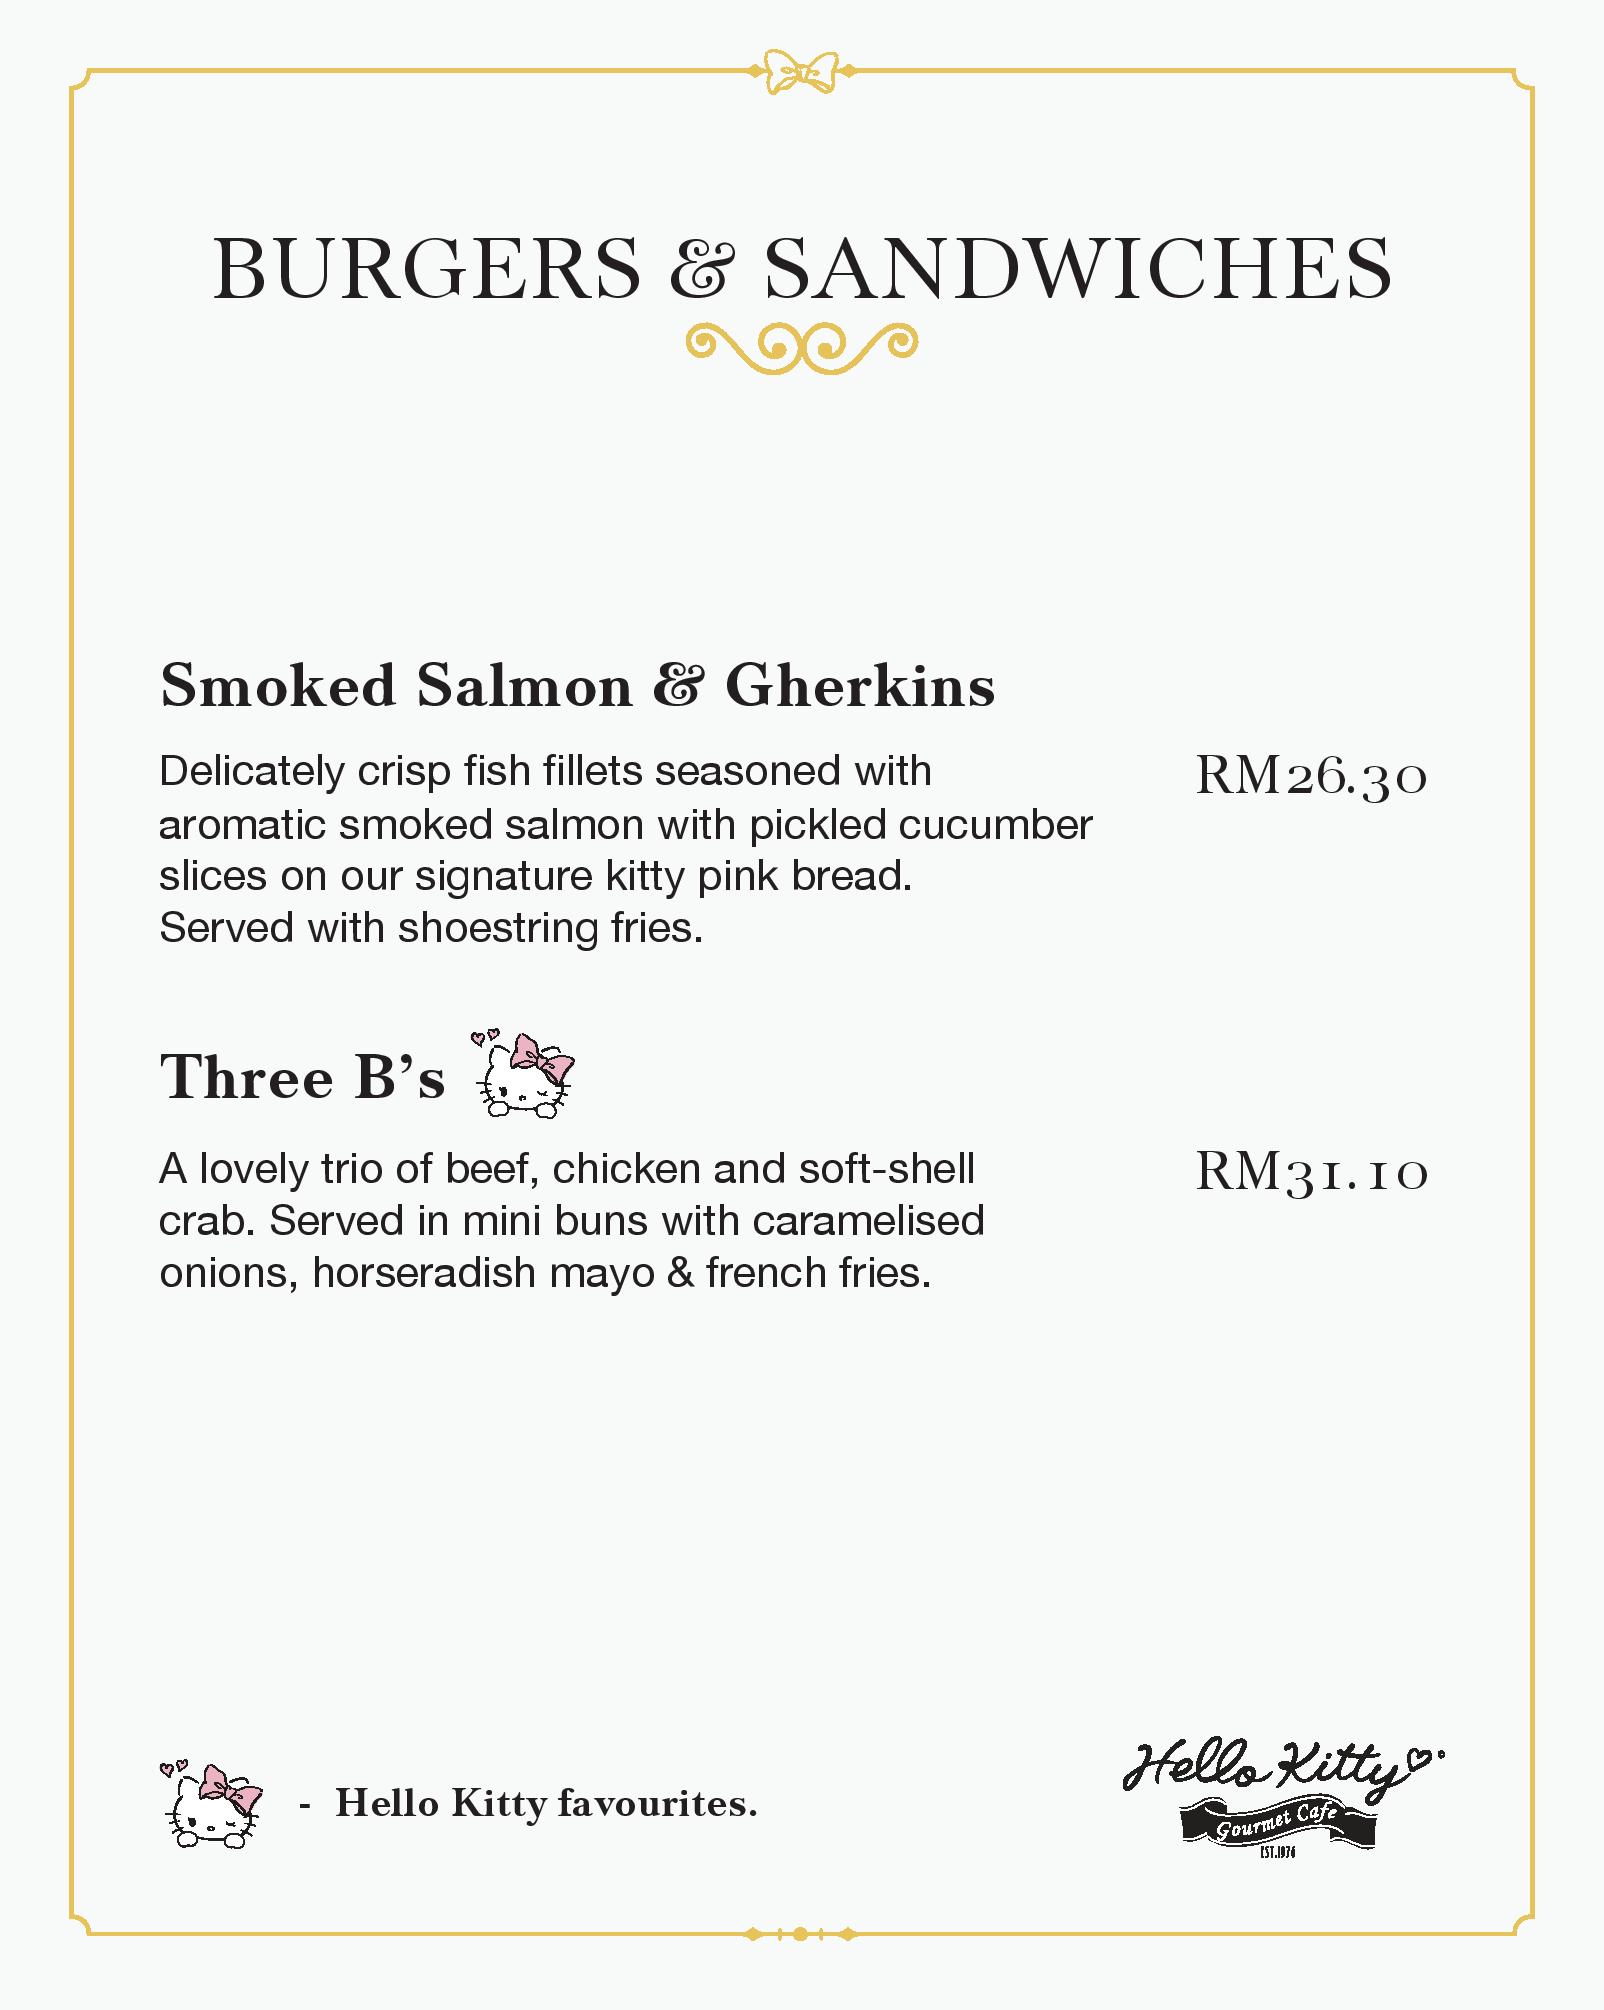 BURGERS & SANDWICHES
Smoked Salmon & Gherkins
Delicately crisp fish fillets seasoned with
RM26.30
aromatic smoked salmon with pickled cucumber
slices on our signature kitty pink bread.
Served with shoestring fries.
Three B’s
A lovely trio of beef, chicken and soft-shell
RM31.10
crab. Served in mini buns with caramelised
onions, horseradish mayo & french fries.
- Hello Kitty favourites.
Hello Kitty
Gourmet Cafe
EST.1976